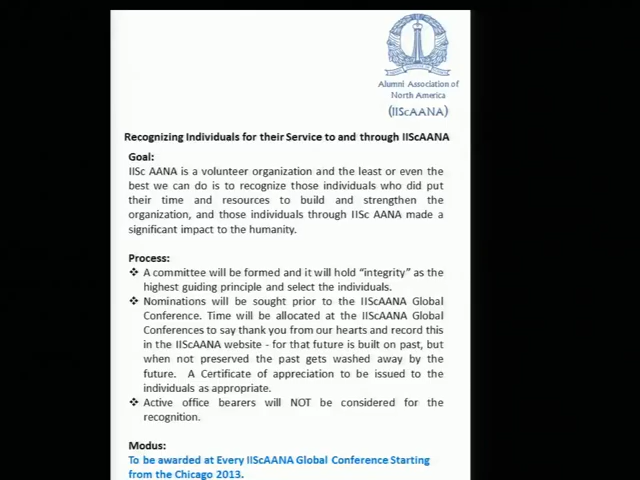 Alumni Association of
North America
(IIScAANA)
Recognizing Individuals for their Service to and through IIScAANA
Goal:
IISc AANA is a volunteer organization and the least or even the
best we can do is to recognize those individuals who did put
their time and resources to build and strengthen the
organization, and those individuals through IISc AANA made a
significant impact to the humanity.
Process:
❖ A committee will be formed and it will hold "integrity" as the
highest guiding principle and select the individuals.
❖ Nominations will be sought prior to the IIScAANA Global
Conference. Time will be allocated at the IIScAANA Global
Conferences to say thank you from our hearts and record this
in the IIScAANA website - for that future is built on past, but
when not preserved the past gets washed away by the
future. A Certificate of appreciation to be issued to the
individuals as appropriate.
❖ Active office bearers will NOT be considered for the
recognition.
Modus:
To be awarded at Every IIScAANA Global Conference Starting
from the Chicago 2013.